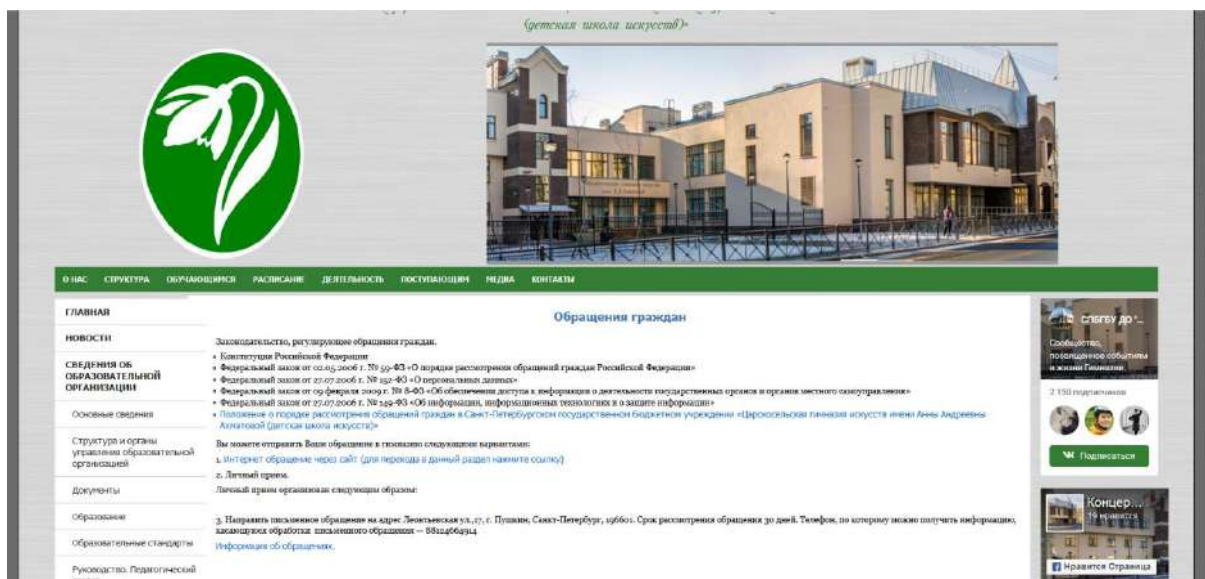 (детская школа искусств)»
О НАС СТРУКТУРА ОБУЧАЮЩИМСЯ РАСПИСАНИЕ ДЕЯТЕЛЬНОСТЬ ПОСТУПАЮЩИМ МЕДИА КОНТАКТЫ
ГЛАВНАЯ
НОВОСТИ
СВЕДЕНИЯ ОБ
ОБРАЗОВАТЕЛЬНОЙ
ОРГАНИЗАЦИИ
Основные сведения
Структура и органы
управления образовательной
организацией
Документы
Образование
Образовательные стандарты
Руководство. Педагогический
Обращения граждан
Законодательство, регулирующее обращения граждан.
• Конституция Российской Федерации
• Федеральный закон от 02.05.2006 г. № 59-ФЗ «О порядке рассмотрения обращений граждан Российской Федерации»
• Федеральный закон от 27.07.2006 г. № 152-ФЗ «О персональных данных»
• Федеральный закон от 09 февраля 2009 г. № 8-ФЗ «Об обеспечении доступа к информации о деятельности государственных органов и органов местного самоуправления»
• Федеральный закон от 27.07.2006 г. № 149-ФЗ «Об информации, информационных технологиях и о защите информации»
• Положение о порядке рассмотрения обращений граждан в Санкт-Петербургском государственном бюджетном учреждении «Царскосельская гимназия искусств имени Анны Андреевны
Ахматовой (детская школа искусств)»
Вы можете отправить Ваше обращение в гимназию следующими вариантами:
1. Интернет обращение через сайт (для перехода в данный раздел нажмите ссылку)
2. Личный прием.
Личный прием организован следующим образом:
3. Направить письменное обращение на адрес Леонтьевская ул.,17, г. Пушкин, Санкт-Петербург, 196601. Срок рассмотрения обращения 30 дней. Телефон, по которому можно получить информацию,
касающуюся обработки письменного обращения — 88124664914
Информация об обращениях.
СПБГБУ ДО "...
Сообщество,
посвященное событиям
и жизни Гимназии
2 150 подписчиков
Подписаться
Концер...
19 нравится
Нравится Страница